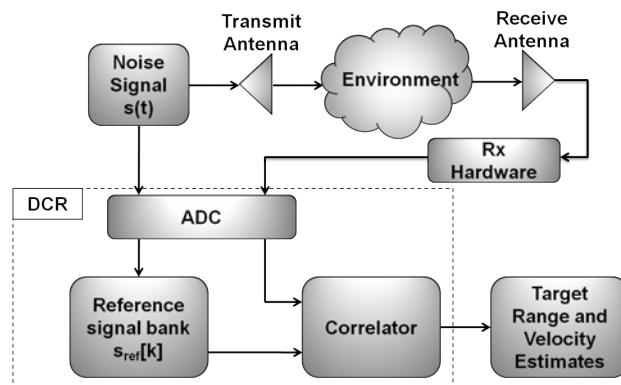 Transmit
Antenna
Receive
Antenna
Noise
Signal
s(t)
Environment
Rx
Hardware
DCR
ADC
Reference
signal bank
s_ref[k]
Correlator
Target
Range and
Velocity
Estimates